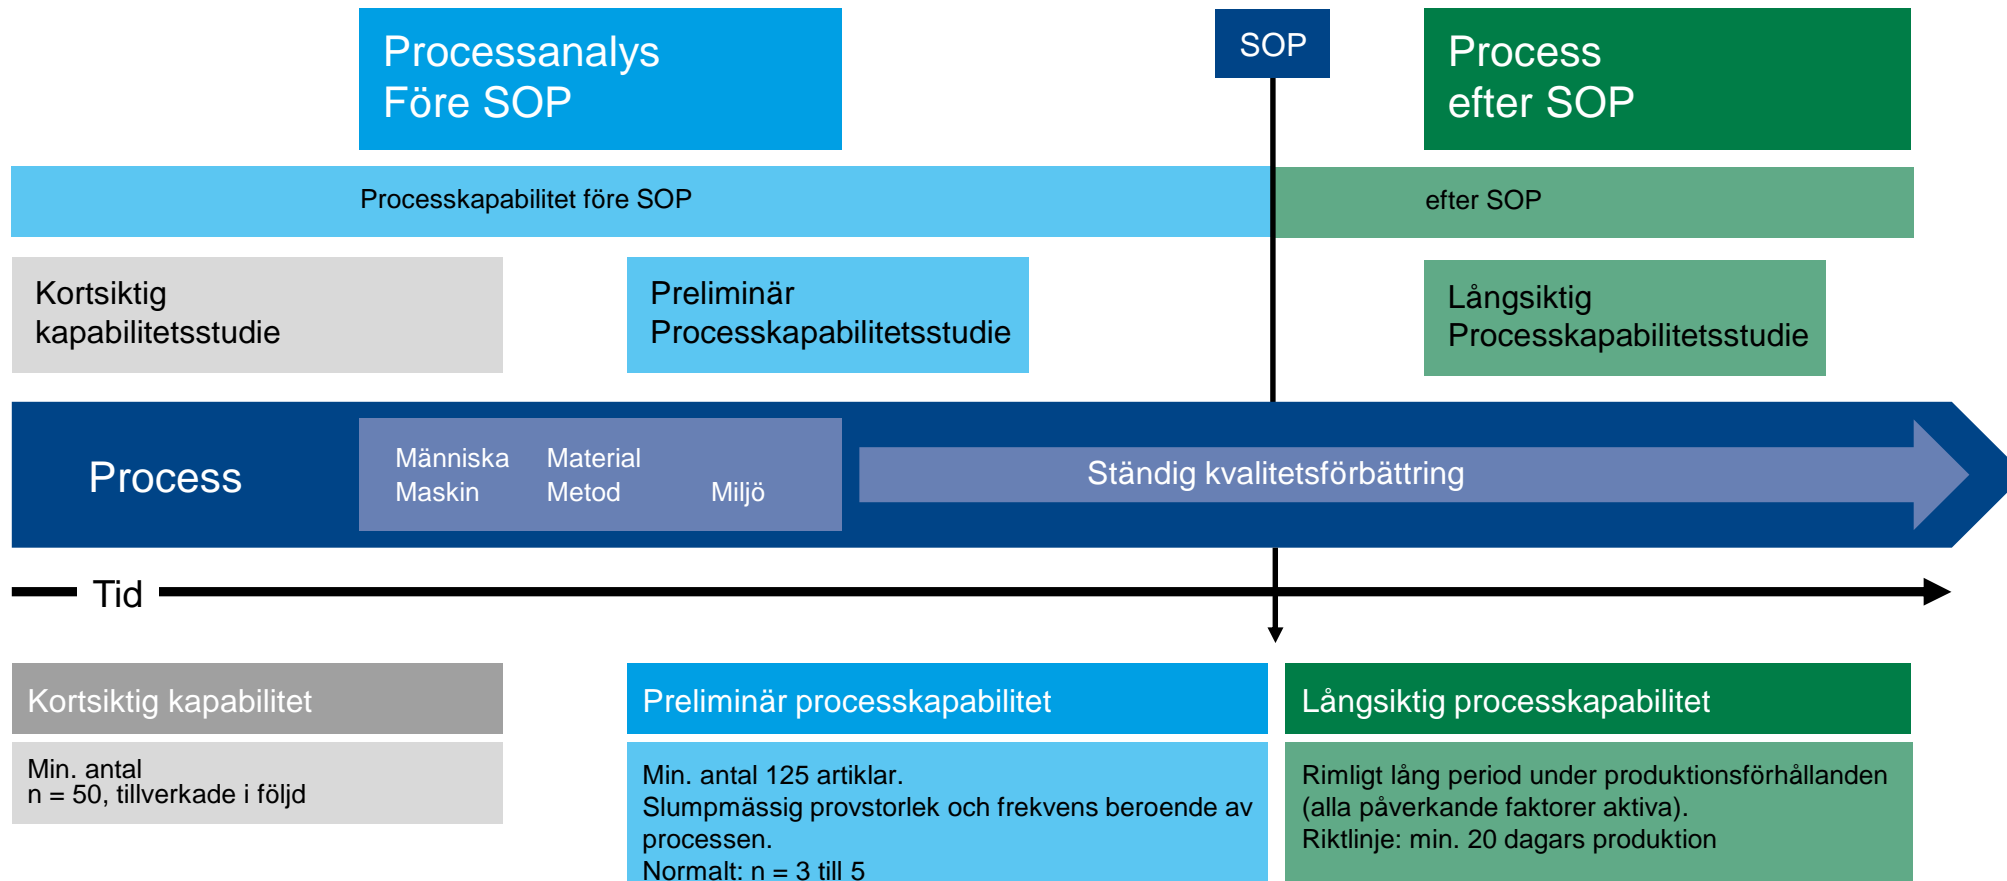 Processanalys
Före SOP
SOP
Process
efter SOP
Processkapabilitet före SOP
efter SOP
Kortsiktig
kapabilitetsstudie
Preliminär
Processkapabilitetsstudie
Långsiktig
Processkapabilitetsstudie
Process
Människa Material
Maskin Metod Miljö
Ständig kvalitetsförbättring
Tid
Kortsiktig kapabilitet
Min. antal
n = 50, tillverkade i följd
Preliminär processkapabilitet
Min. antal 125 artiklar.
Slumpmässig provstorlek och frekvens beroende av
processen.
Normalt: n = 3 till 5
Långsiktig processkapabilitet
Rimligt lång period under produktionsförhållanden
(alla påverkande faktorer aktiva).
Riktlinje: min. 20 dagars produktion